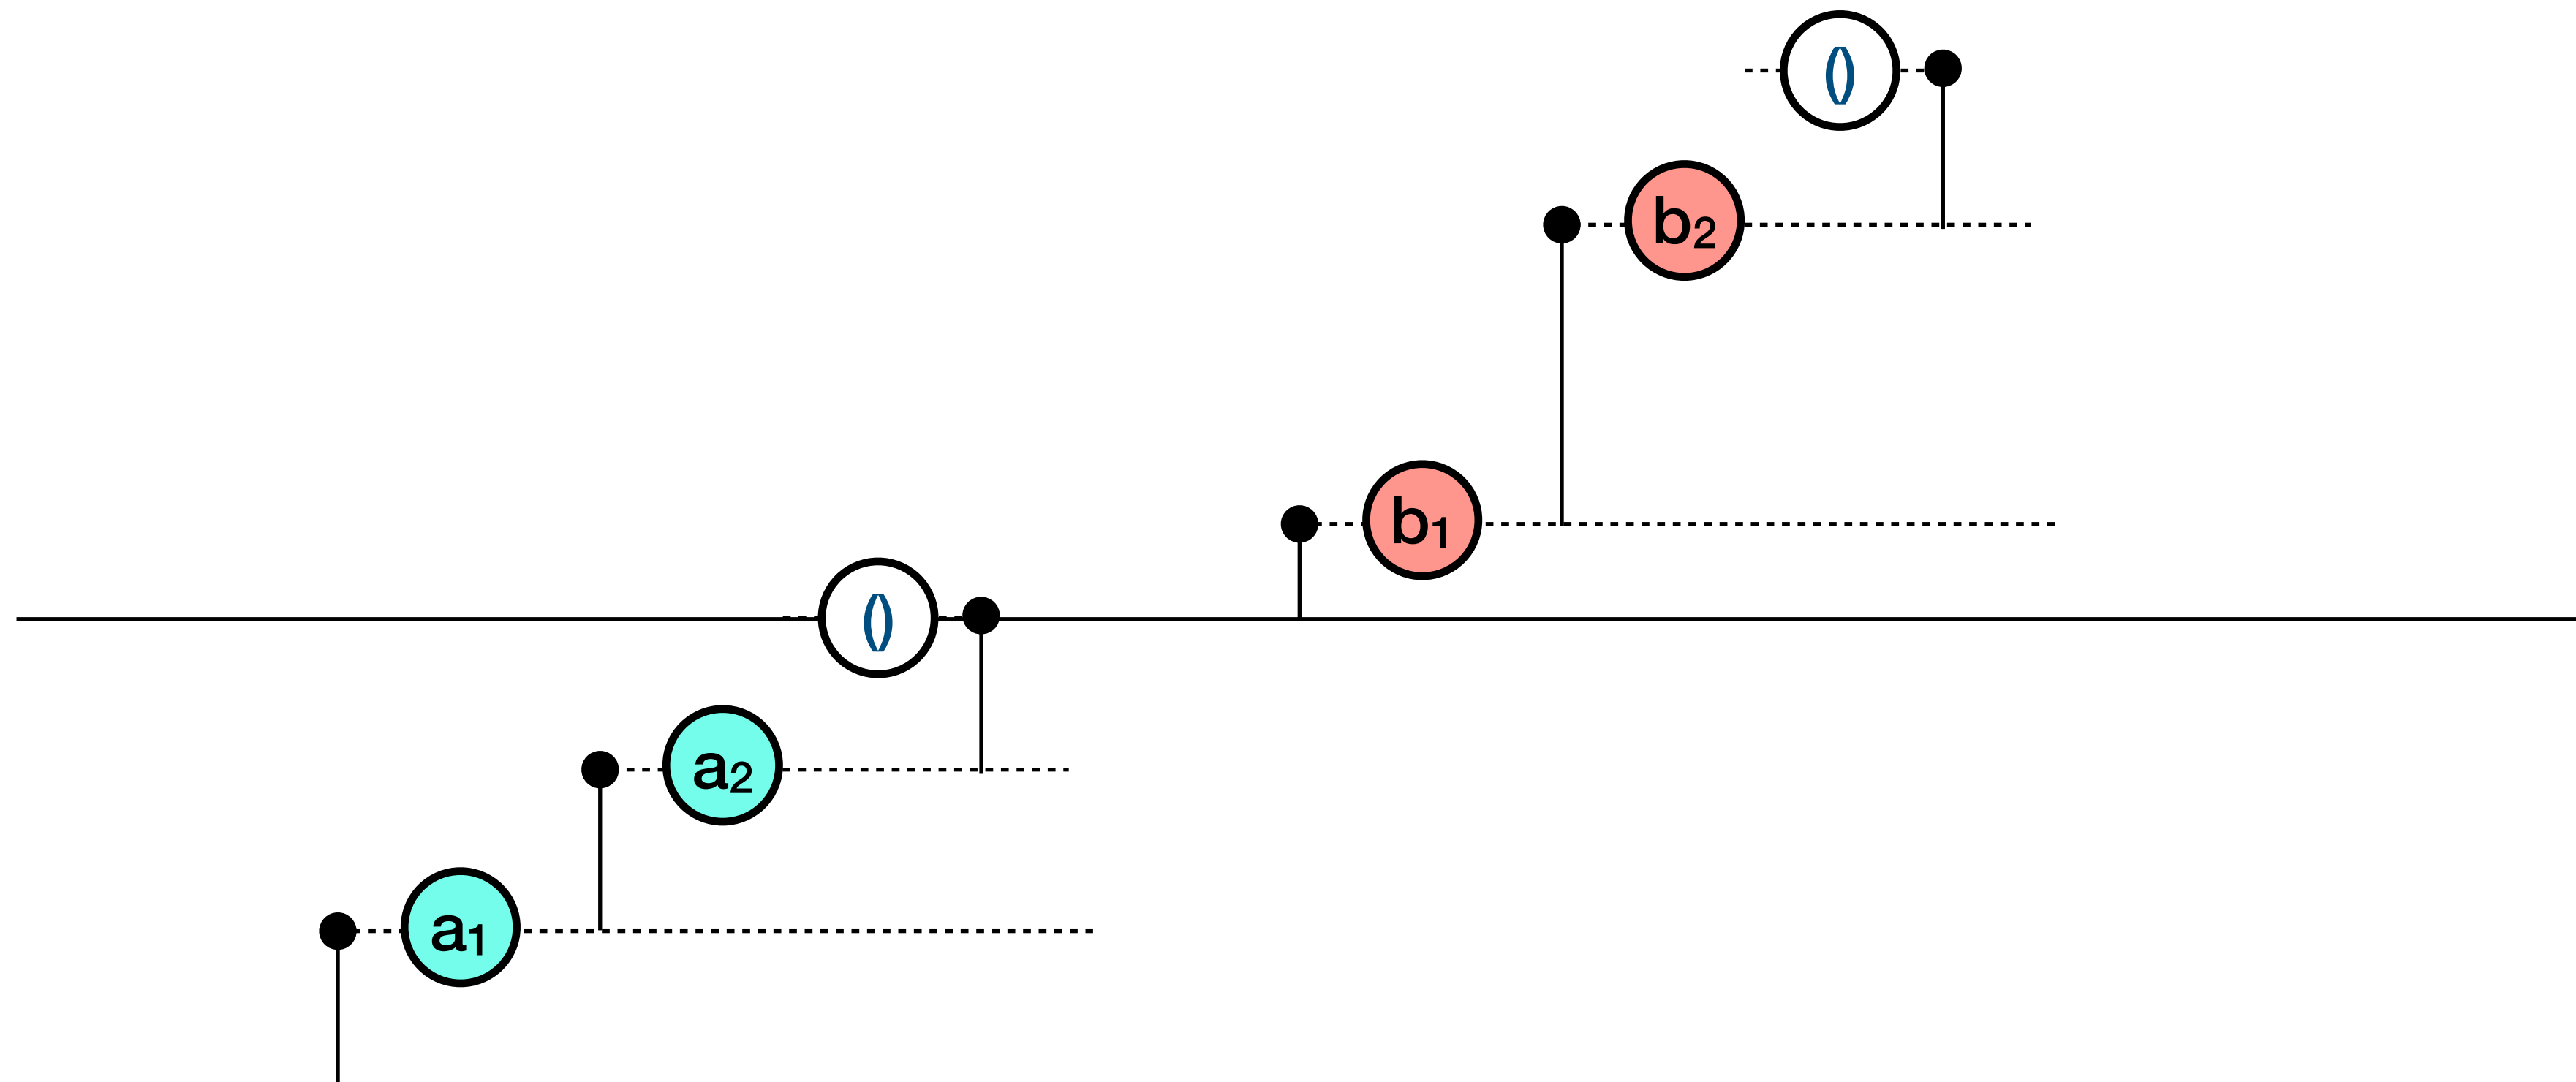 ()
b₂
b₁
()
a₂
a₁